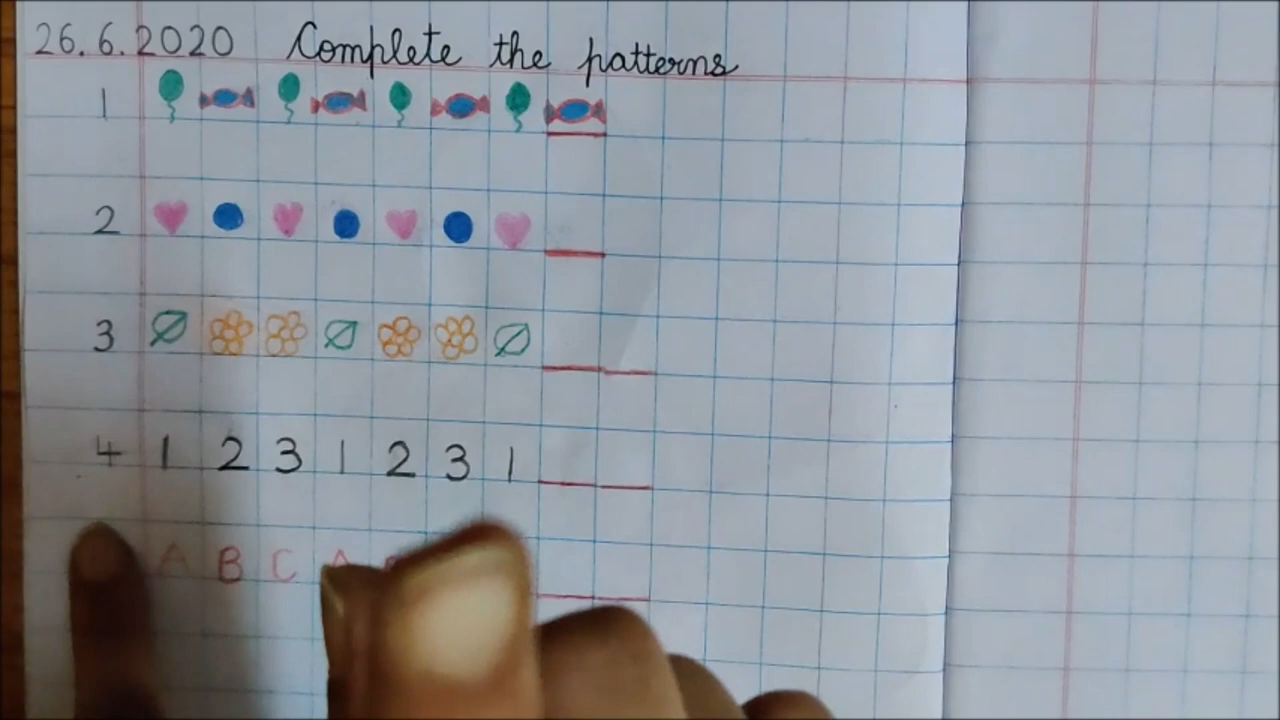 26.6.2020 Complete the patterns
1
2
3
4 1 2 3 1 2 3 1
A B C A